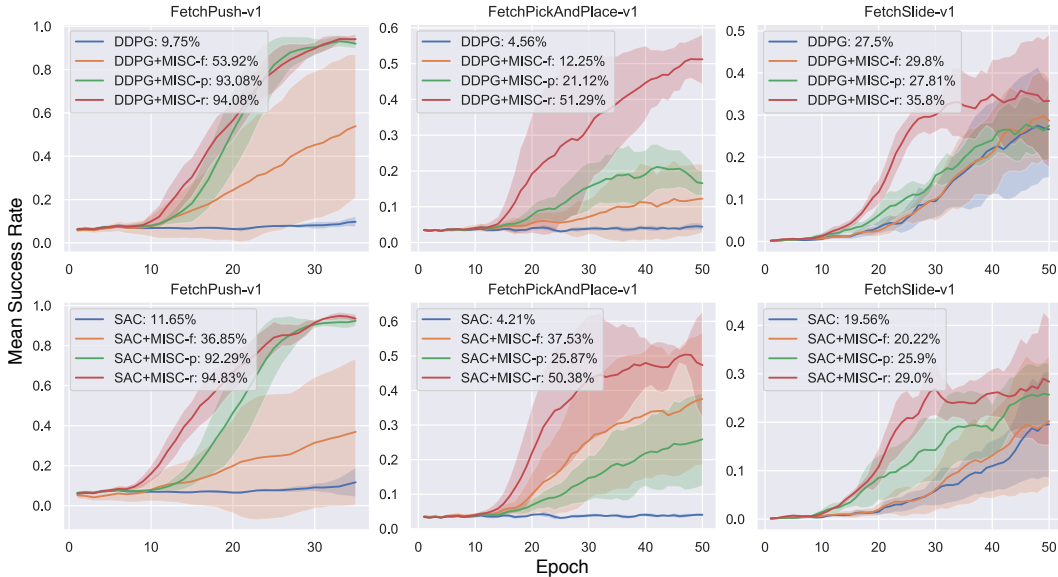 FetchPush-v1
1.0
0.8
0.6
0.4
0.2
0.0
DDPG: 9.75%
DDPG+MISC-f: 53.92%
DDPG+MISC-p: 93.08%
DDPG+MISC-r: 94.08%
0
10
20
30
FetchPickAndPlace-v1
0.6
0.5
0.4
0.3
0.2
0.1
0.0
DDPG: 4.56%
DDPG+MISC-f: 12.25%
DDPG+MISC-p: 21.12%
DDPG+MISC-r: 51.29%
0
10
20
30
40
50
FetchSlide-v1
0.5
0.4
0.3
0.2
0.1
0.0
DDPG: 27.5%
DDPG+MISC-f: 29.8%
DDPG+MISC-p: 27.81%
DDPG+MISC-r: 35.8%
0
10
20
30
40
50
Mean Success Rate
FetchPush-v1
1.0
0.8
0.6
0.4
0.2
0.0
SAC: 11.65%
SAC+MISC-f: 36.85%
SAC+MISC-p: 92.29%
SAC+MISC-r: 94.83%
0
10
20
30
FetchPickAndPlace-v1
0.6
0.5
0.4
0.3
0.2
0.1
0.0
SAC: 4.21%
SAC+MISC-f: 37.53%
SAC+MISC-p: 25.87%
SAC+MISC-r: 50.38%
0
10
20
30
40
50
FetchSlide-v1
0.4
0.3
0.2
0.1
0.0
SAC: 19.56%
SAC+MISC-f: 20.22%
SAC+MISC-p: 25.9%
SAC+MISC-r: 29.0%
0
10
20
30
40
50
Epoch